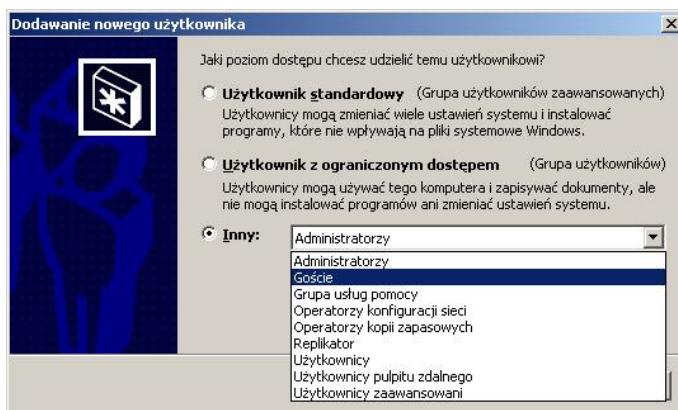 Dodawanie nowego użytkownika
Jaki poziom dostępu chcesz udzielić temu użytkownikowi?
Użytkownik standardowy (Grupa użytkowników zaawansowanych)
Użytkownicy mogą zmieniać wiele ustawień systemu i instalować
programy, które nie wpływają na pliki systemowe Windows.
Użytkownik z ograniczonym dostępem (Grupa użytkowników)
Użytkownicy mogą używać tego komputera i zapisywać dokumenty, ale
nie mogą instalować programów ani zmieniać ustawień systemu.
Inny: Administratorzy
Administratorzy
Goście
Grupa usług pomocy
Operatorzy konfiguracji sieci
Operatorzy kopii zapasowych
Replikator
Użytkownicy
Użytkownicy pulpitu zdalnego
Użytkownicy zaawansowani